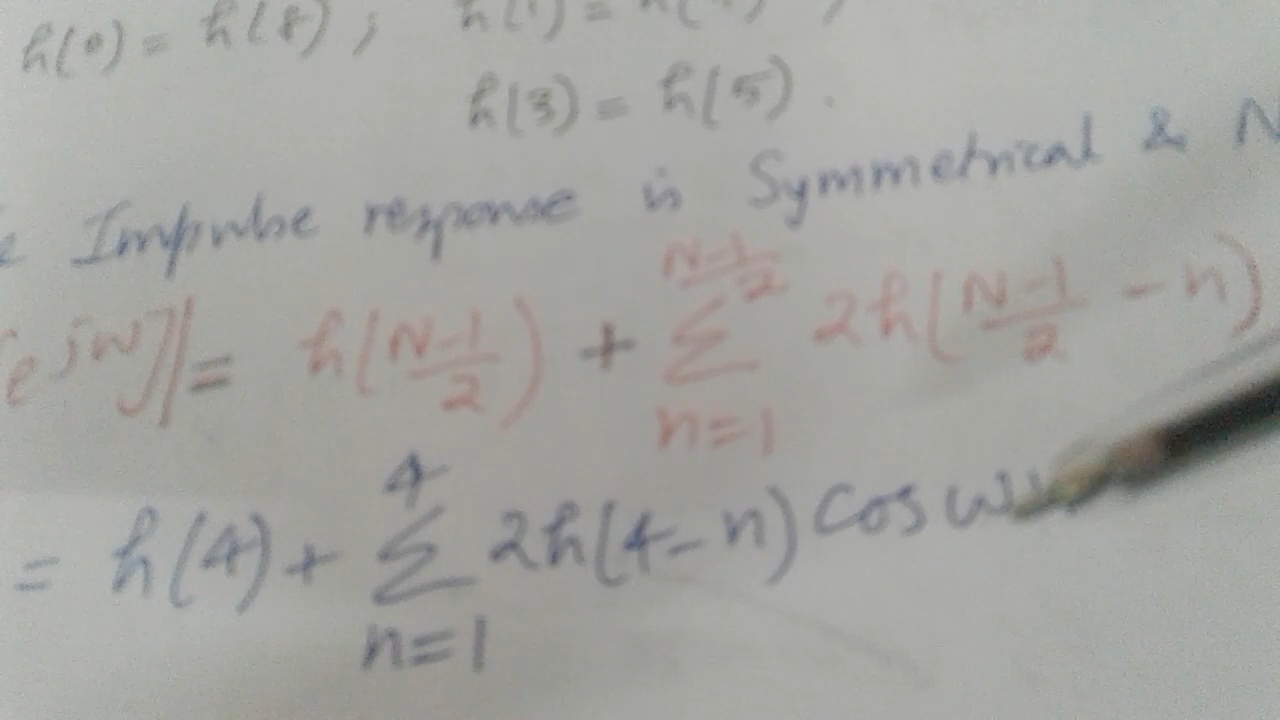 h(0) = h(8) ; h(1) = h(
h(3) = h(5) .
Impulse response is Symmetrical & N
e^jw]| = h(N-1/2) + Σ_{n=1}^{N-1/2} 2h(N-1/2 - n)
= h(4) + Σ_{n=1}^{4} 2h(4-n) cos w